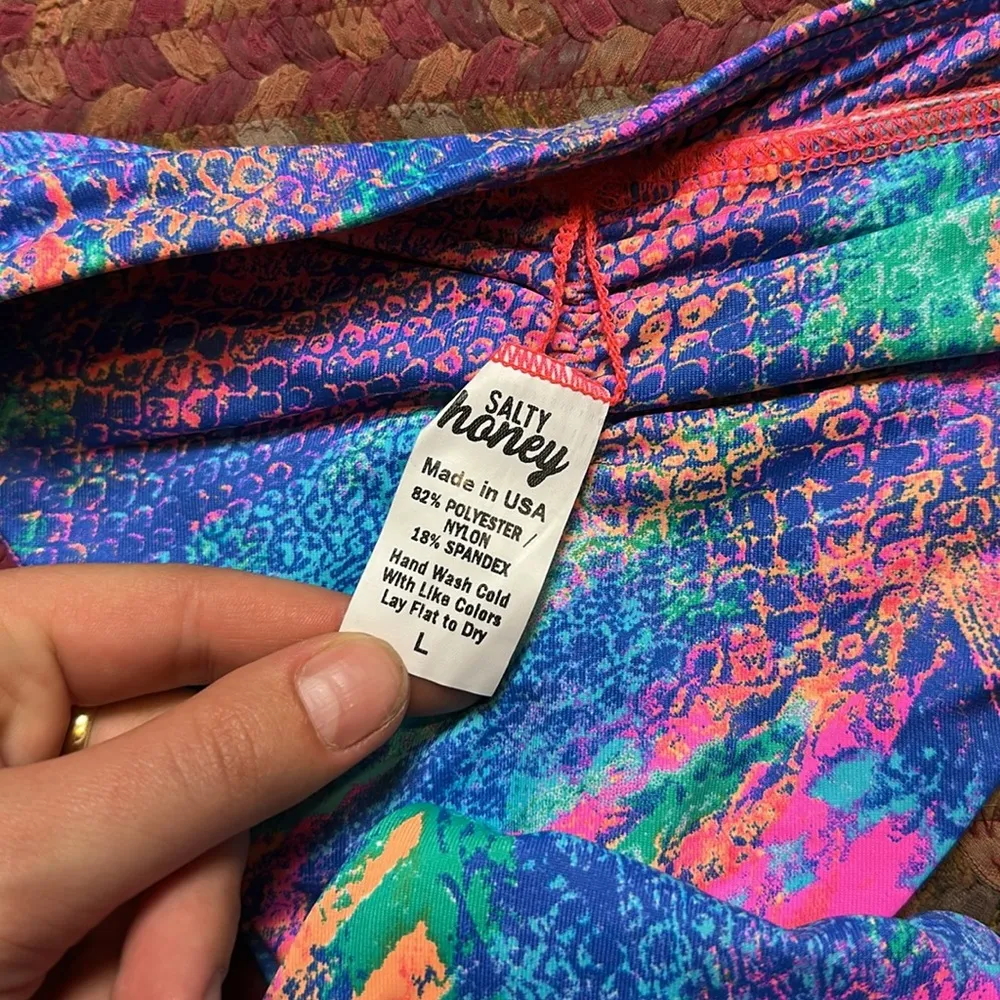 SALTY
honey
Made in USA
82% POLYESTER /
NYLON
18% SPANDEX
Hand Wash Cold
With Like Colors
Lay Flat to Dry
L